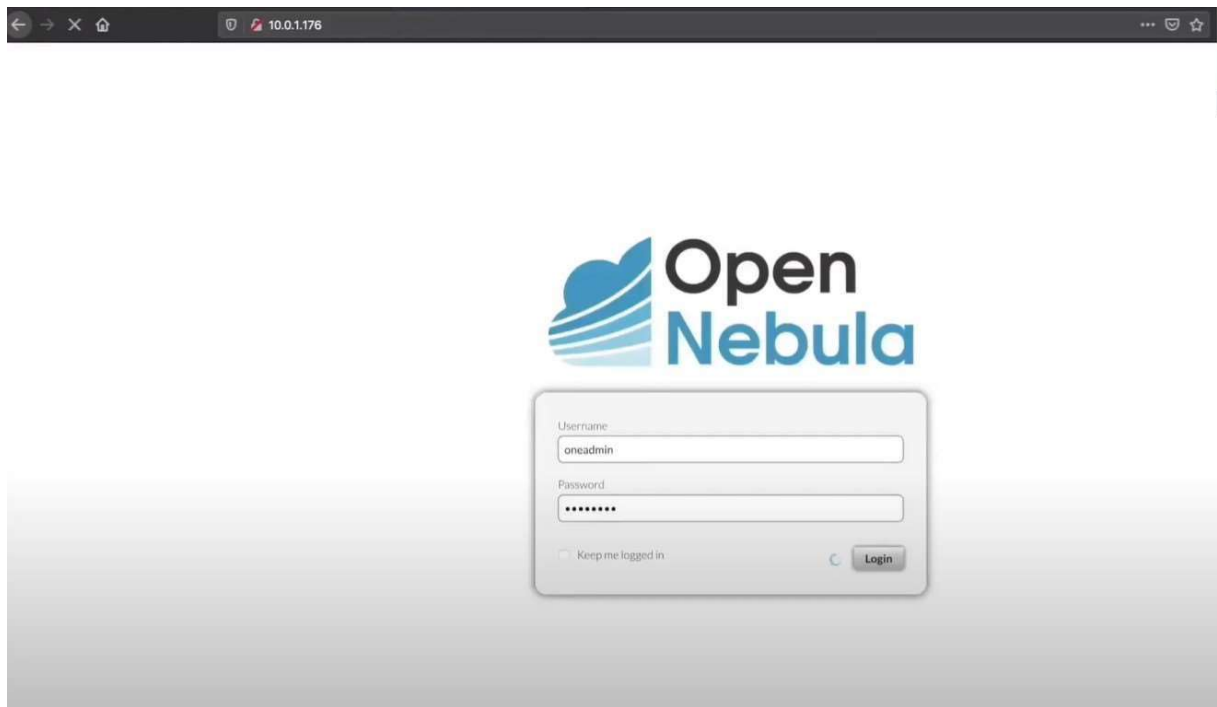 10.0.1.176
Open
Nebula
Username
oneadmin
Password
••••••••
Keep me logged in
Login